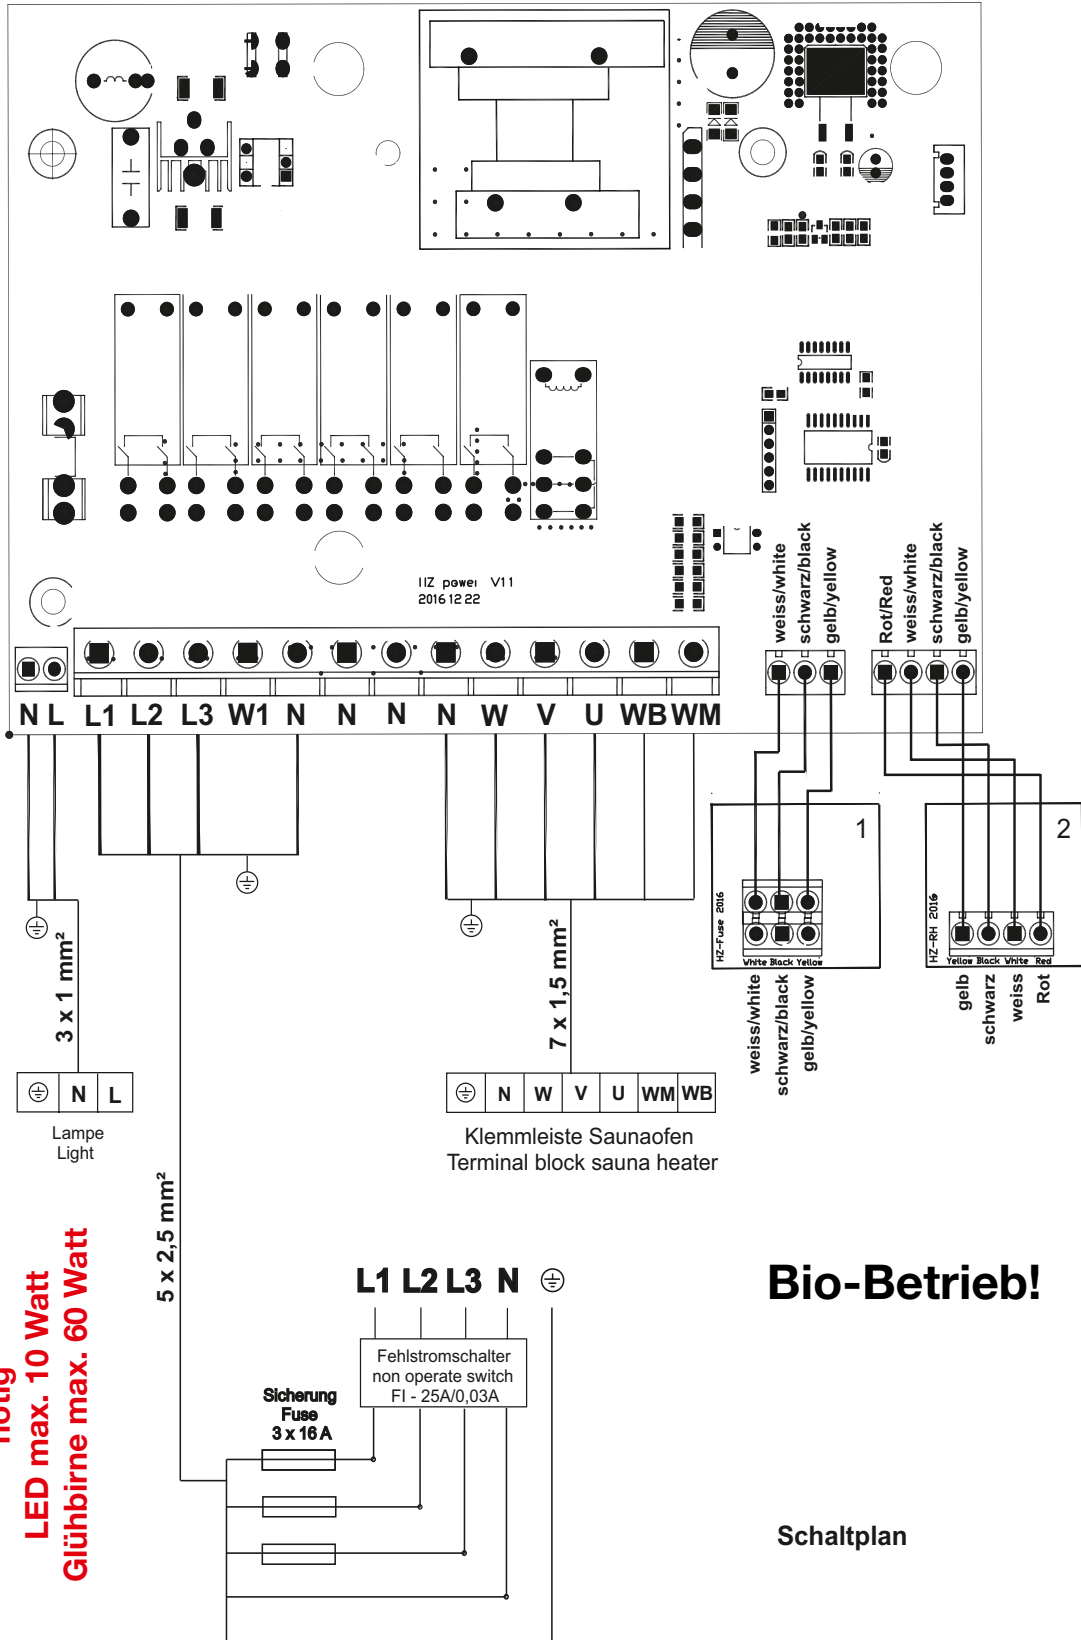 IIZ power V11
2016 12 22
weiss/white
schwarz/black
gelb/yellow
Rot/Red
weiss/white
schwarz/black
gelb/yellow
N L L1 L2 L3 W1 N N N N W V U WB WM
1
HZ-Fuse 2016
White Black Yellow
weiss/white
schwarz/black
gelb/yellow
2
HZ-RH 2016
Yellow Black White Red
gelb
schwarz
weiss
Rot
3 x 1 mm²
N L
Lampe
Light
7 x 1,5 mm²
N W V U WM WB
Klemmleiste Saunaofen
Terminal block sauna heater
5 x 2,5 mm²
LED max. 10 Watt
Glühbirne max. 60 Watt
L1 L2 L3 N
Fehlstromschalter
non operate switch
FI - 25A/0,03A
Sicherung
Fuse
3 x 16 A
Bio-Betrieb!
Schaltplan